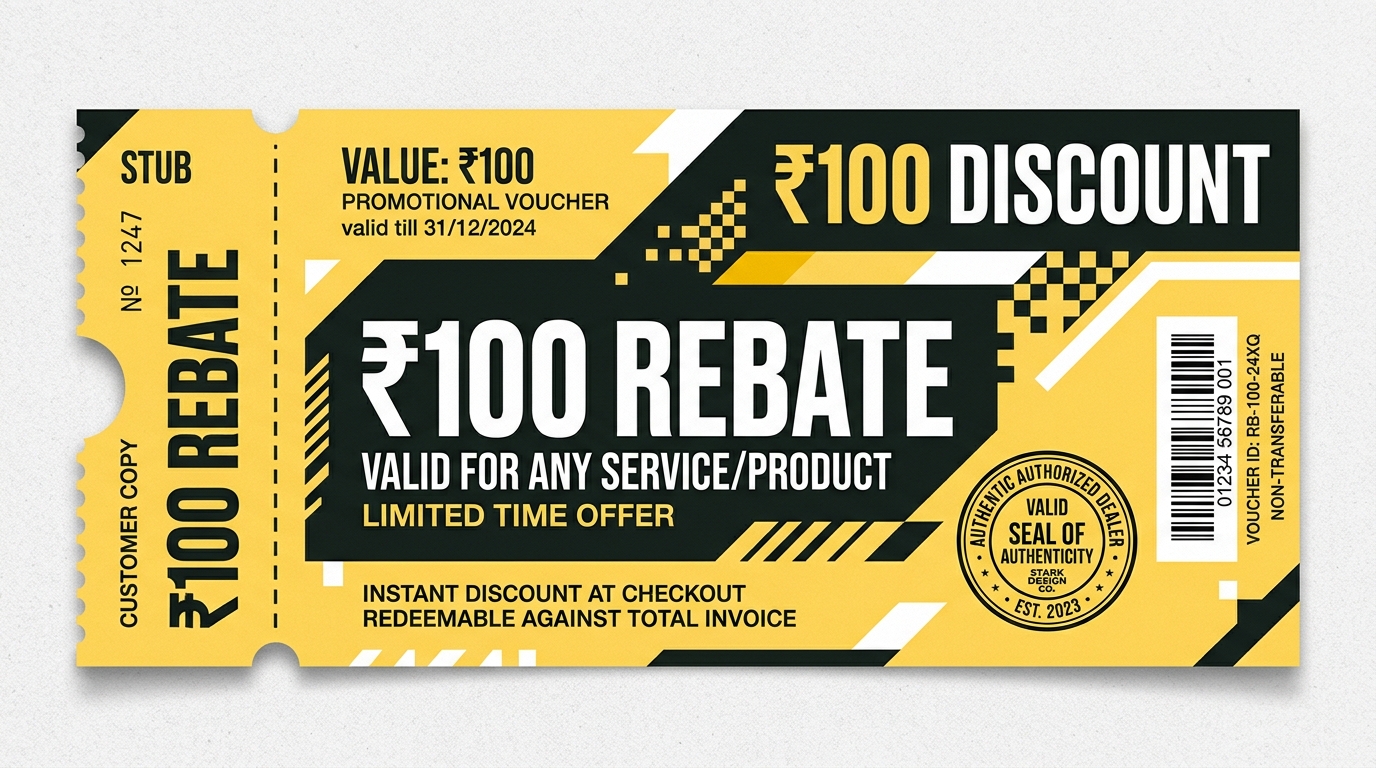 STUB
Nº 1247
₹100 REBATE
CUSTOMER COPY
VALUE: ₹100
PROMOTIONAL VOUCHER
valid till 31/12/2024
₹100 DISCOUNT
₹100 REBATE
VALID FOR ANY SERVICE/PRODUCT
LIMITED TIME OFFER
INSTANT DISCOUNT AT CHECKOUT
REDEEMABLE AGAINST TOTAL INVOICE
AUTHENTIC AUTHORIZED DEALER
VALID
SEAL OF
AUTHENTICITY
STARK
DEEIGN
CO.
EST. 2023
01234 56789 001
VOUCHER ID: RB-100-24XQ
NON-TRANSFERABLE